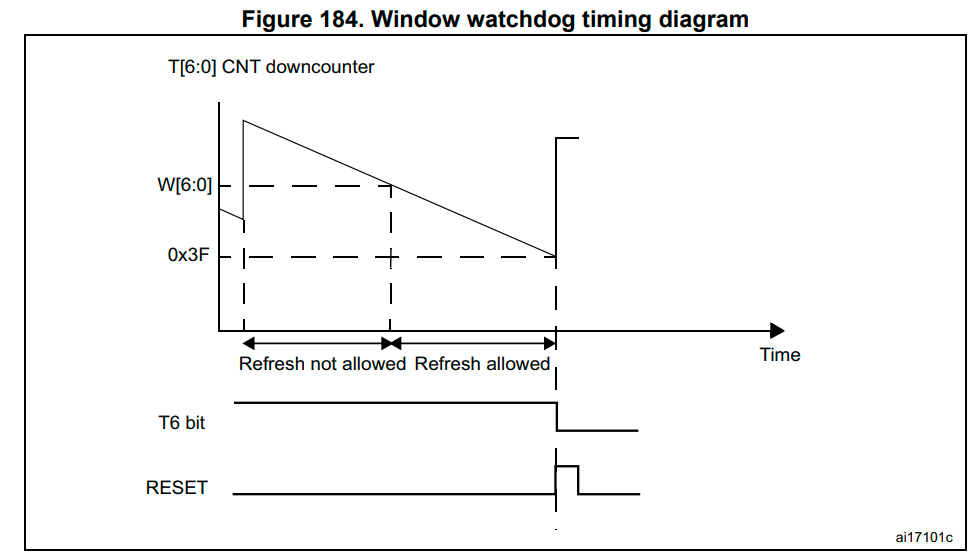 Figure 184. Window watchdog timing diagram
T[6:0] CNT downcounter
W[6:0]
0x3F
Time
Refresh not allowed
Refresh allowed
T6 bit
RESET
ai17101c